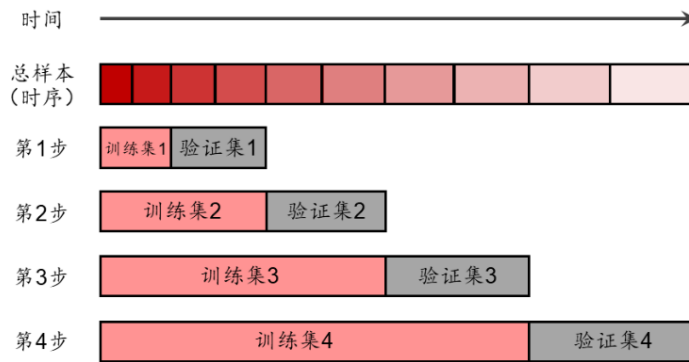 时间
总样本
（时序）
第1步
训练集1 验证集1
第2步
训练集2 验证集2
第3步
训练集3 验证集3
第4步
训练集4 验证集4